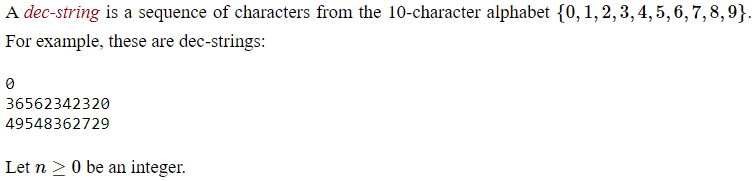 A dec-string is a sequence of characters from the 10-character alphabet {0, 1, 2, 3, 4, 5, 6, 7, 8, 9}.
For example, these are dec-strings:
0
36562342320
49548362729
Let n ≥ 0 be an integer.